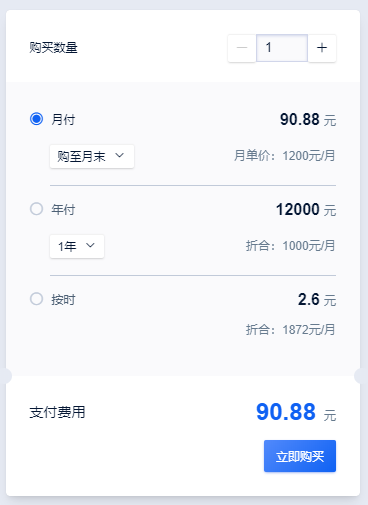 购买数量 1
月付 90.88 元
购至月末 月单价：1200元/月
年付 12000 元
1年 折合：1000元/月
按时 2.6 元
折合：1872元/月
支付费用 90.88 元
立即购买